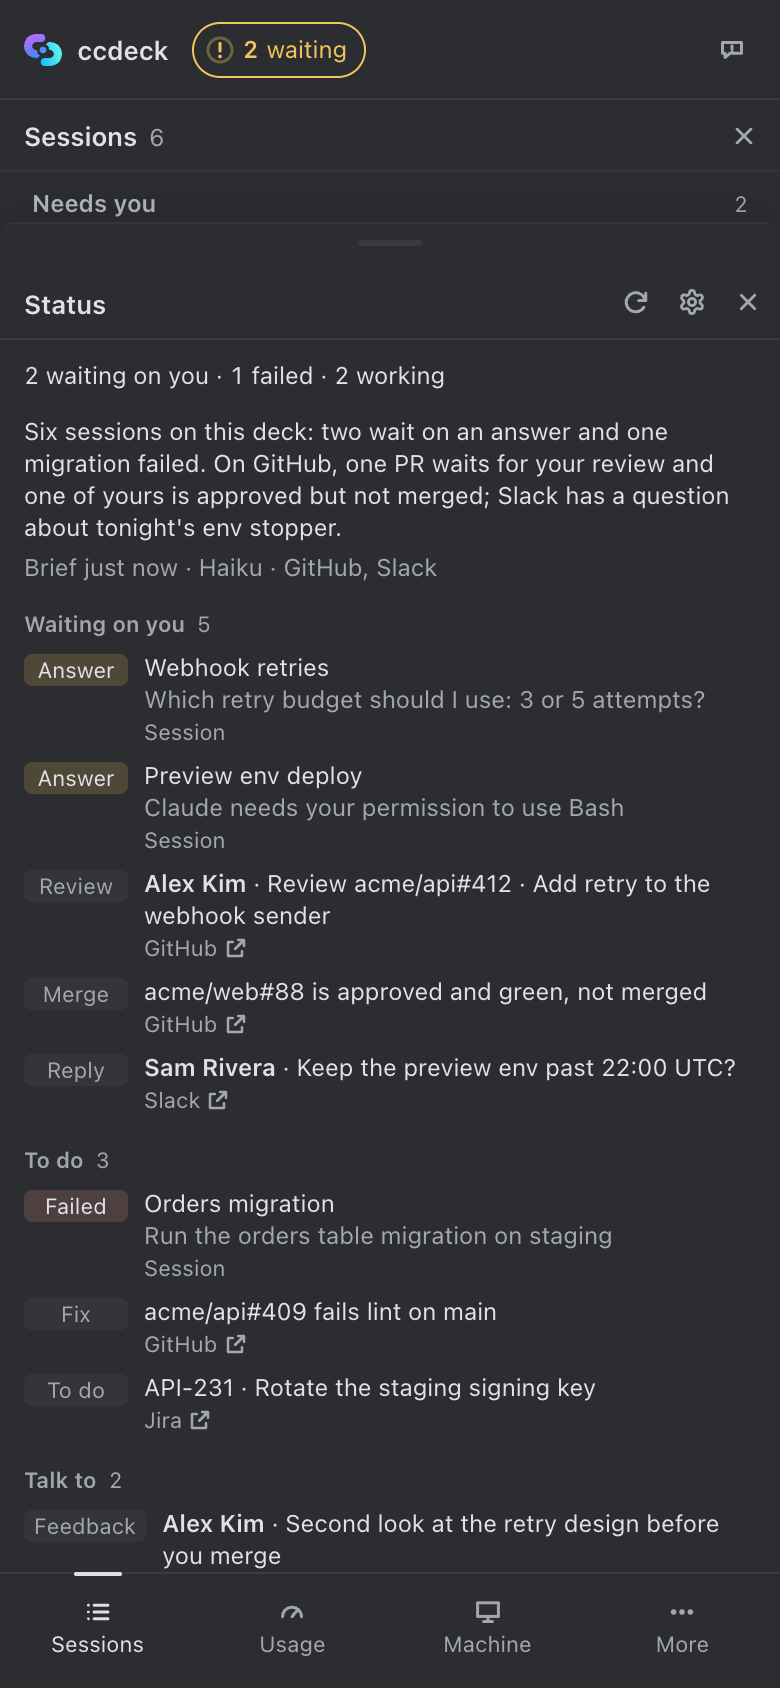 ccdeck
2 waiting
Sessions 6
Needs you 2
Status
2 waiting on you · 1 failed · 2 working
Six sessions on this deck: two wait on an answer and one
migration failed. On GitHub, one PR waits for your review and
one of yours is approved but not merged; Slack has a question
about tonight's env stopper.
Brief just now · Haiku · GitHub, Slack
Waiting on you 5
Answer Webhook retries
Which retry budget should I use: 3 or 5 attempts?
Session
Answer Preview env deploy
Claude needs your permission to use Bash
Session
Review Alex Kim · Review acme/api#412 · Add retry to the
webhook sender
GitHub
Merge acme/web#88 is approved and green, not merged
GitHub
Reply Sam Rivera · Keep the preview env past 22:00 UTC?
Slack
To do 3
Failed Orders migration
Run the orders table migration on staging
Session
Fix acme/api#409 fails lint on main
GitHub
To do API-231 · Rotate the staging signing key
Jira
Talk to 2
Feedback Alex Kim · Second look at the retry design before
you merge
Sessions Usage Machine More